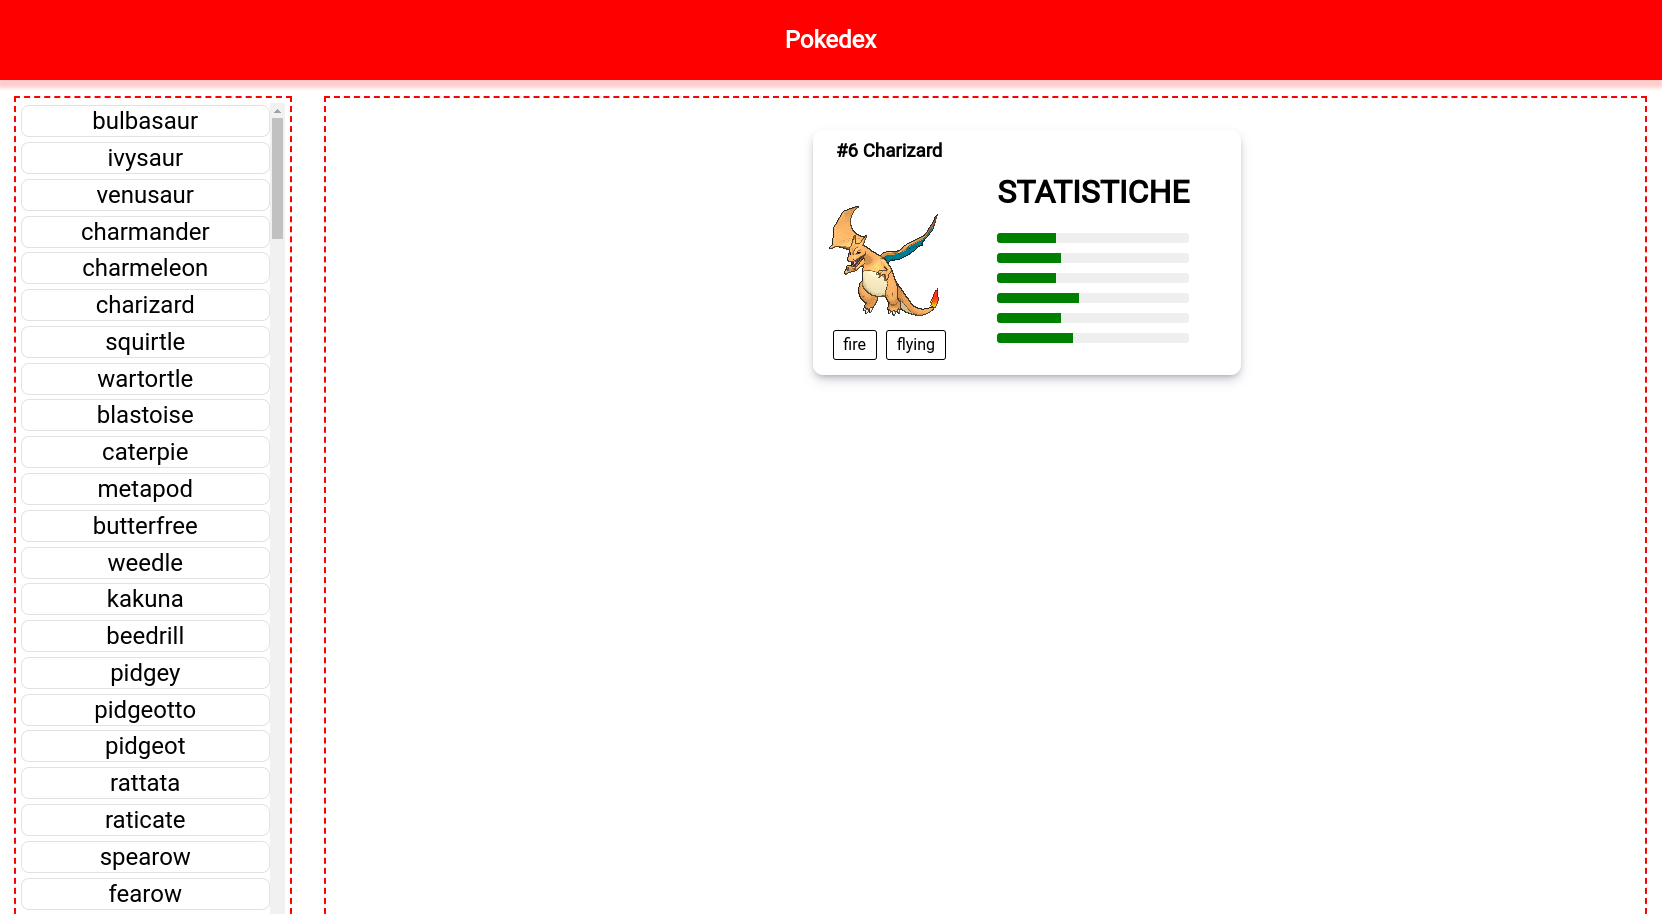 Pokedex
bulbasaur
ivysaur
venusaur
charmander
charmeleon
charizard
squirtle
wartortle
blastoise
caterpie
metapod
butterfree
weedle
kakuna
beedrill
pidgey
pidgeotto
pidgeot
rattata
raticate
spearow
fearow
#6 Charizard
STATISTICHE
fire flying